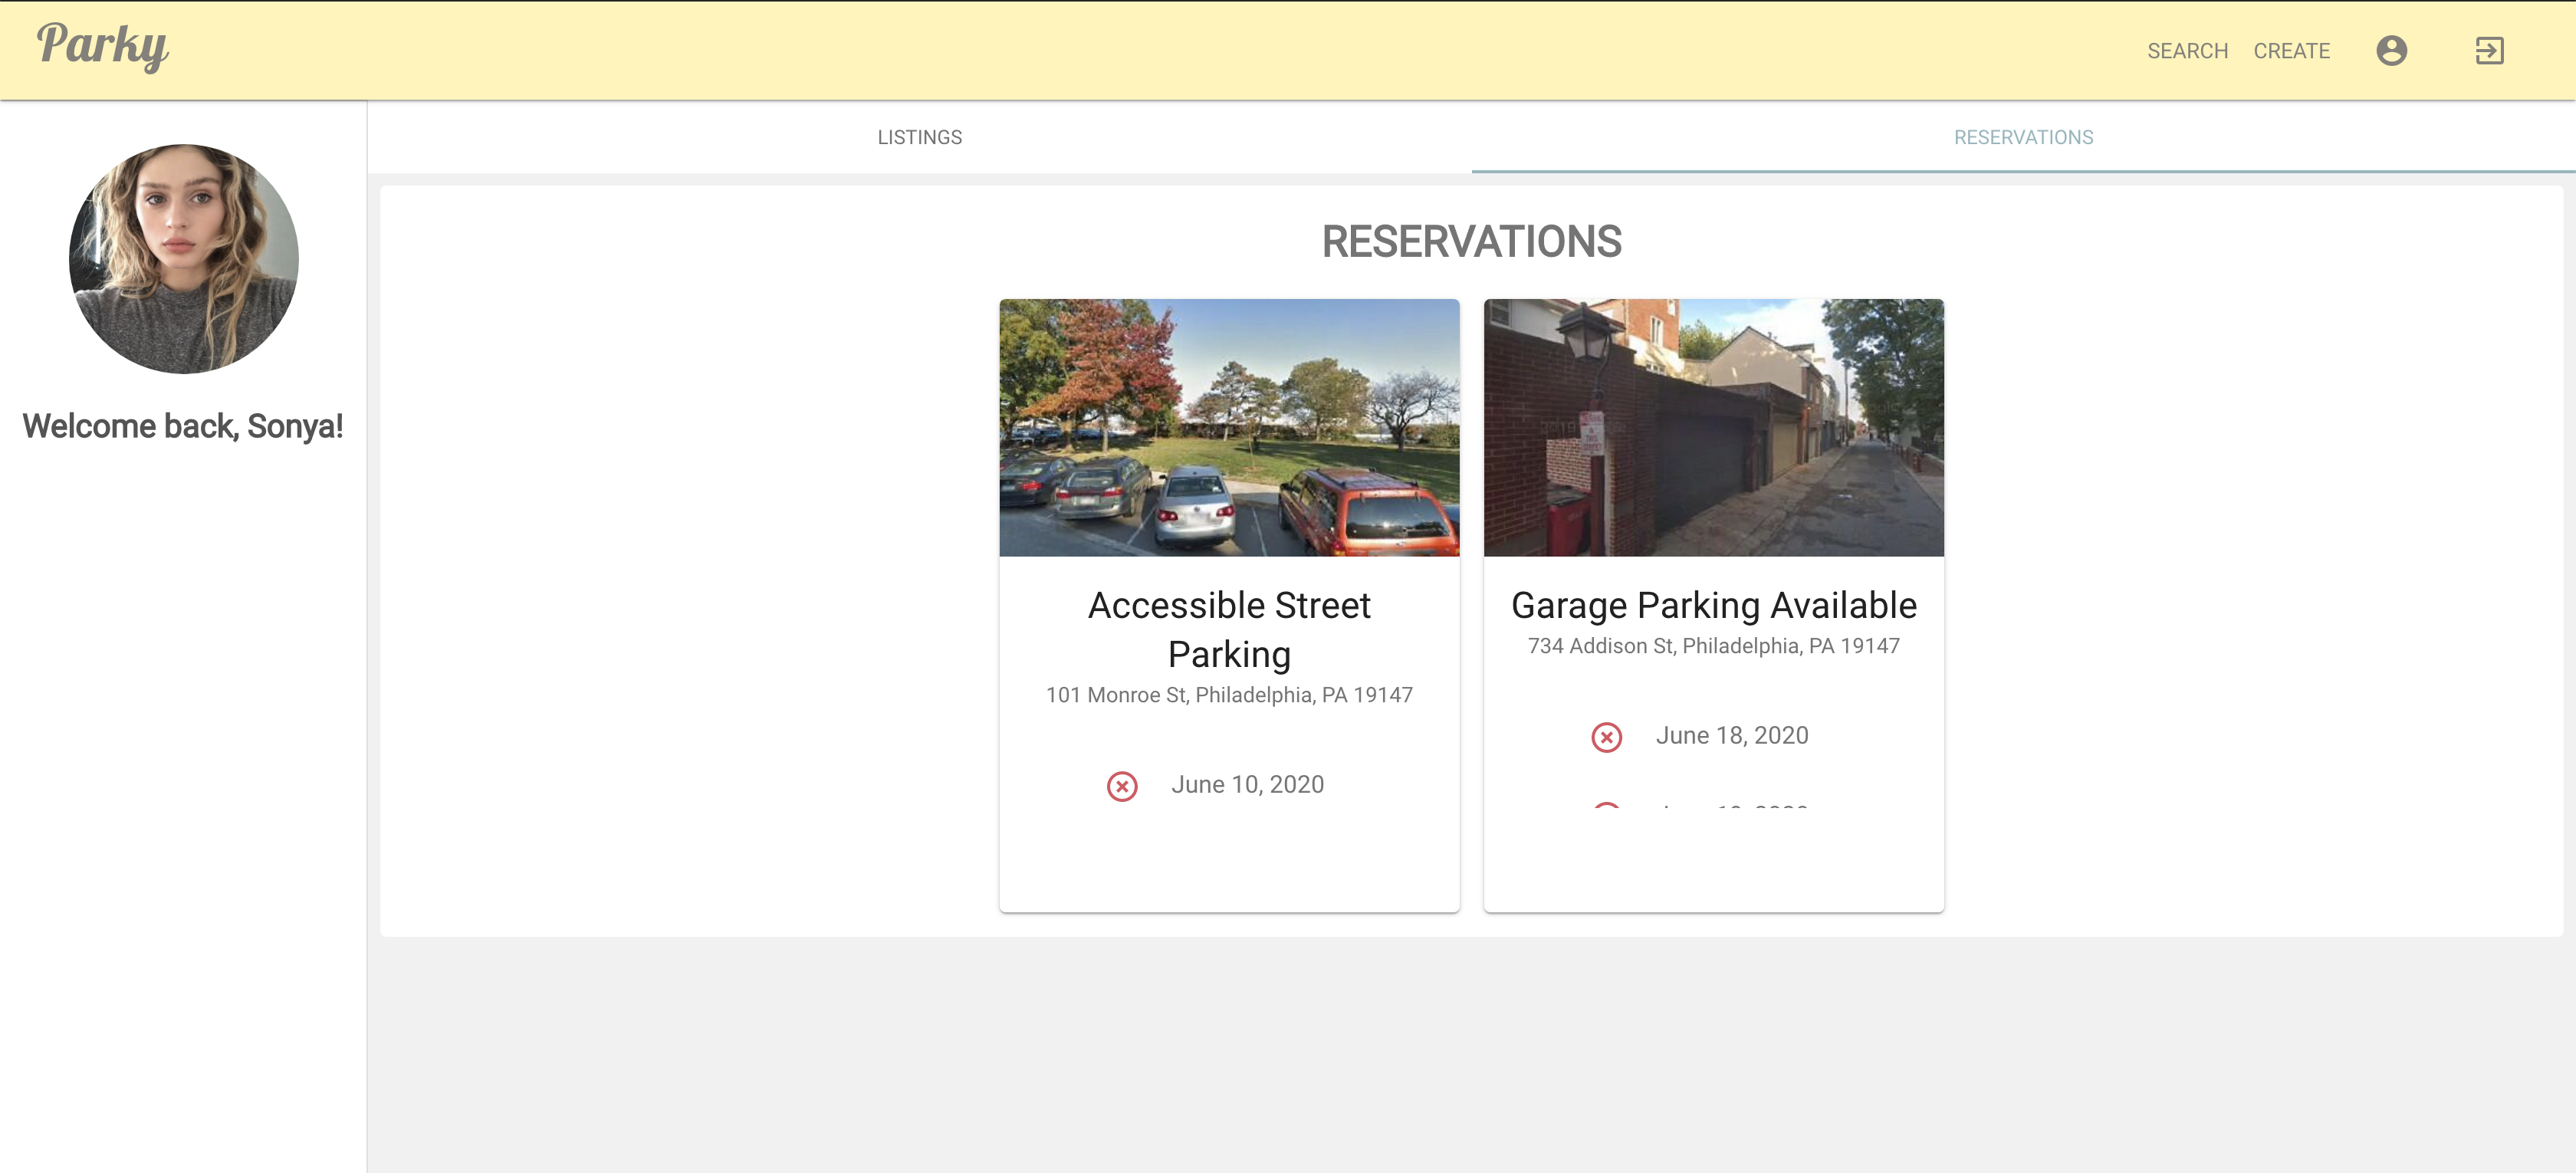 Parky
SEARCH CREATE
LISTINGS
RESERVATIONS
Welcome back, Sonya!
RESERVATIONS
Accessible Street
Parking
101 Monroe St, Philadelphia, PA 19147
June 10, 2020
Garage Parking Available
734 Addison St, Philadelphia, PA 19147
June 18, 2020